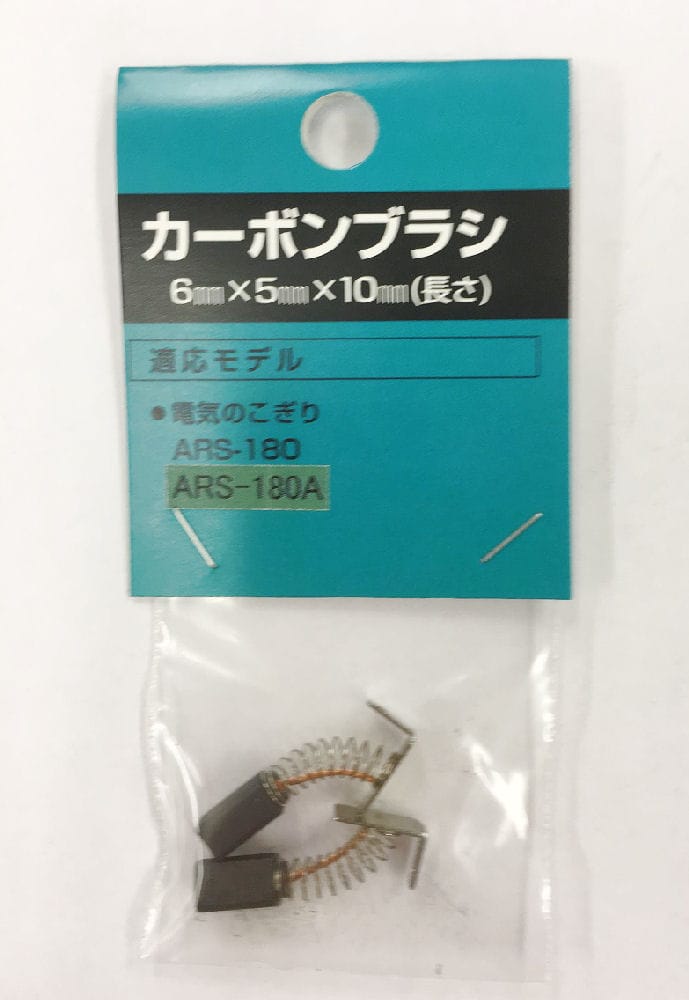 カーボンブラシ
6㎜×5㎜×10㎜(長さ)
適応モデル
●電気のこぎり
ARS-180
ARS-180A